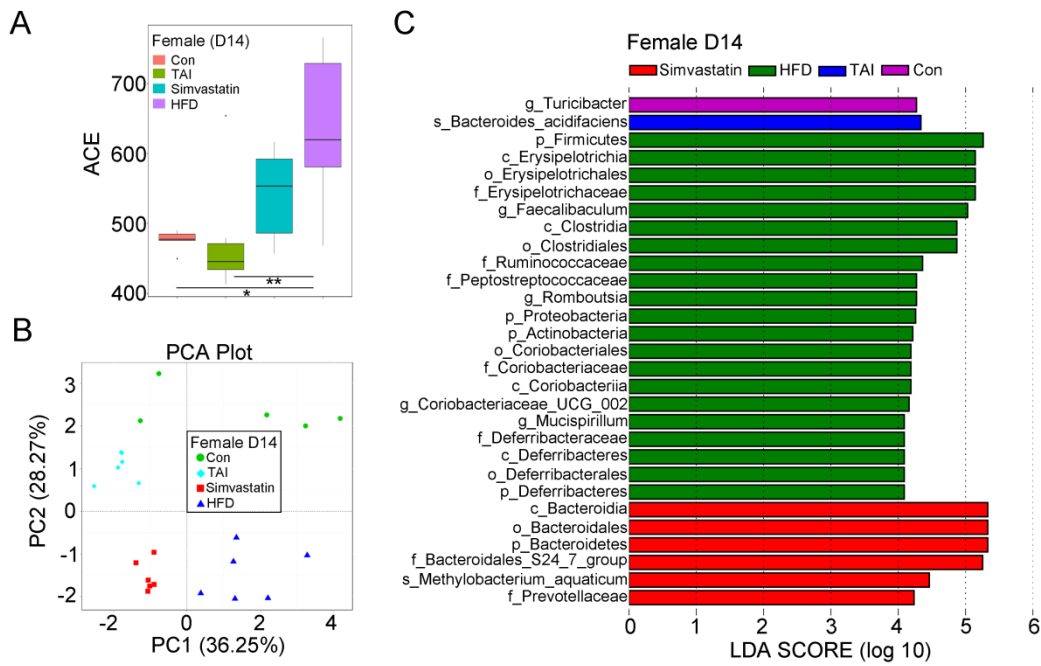 A
Female (D14)
Con
TAI
Simvastatin
HFD
700
600
500
400
ACE
**
*
B
PCA Plot
3
2
1
0
-1
-2
PC2 (28.27%)
Female D14
Con
TAI
Simvastatin
HFD
-2 0 2 4
PC1 (36.25%)
C
Female D14
Simvastatin HFD TAI Con
g_Turicibacter
s_Bacteroides_acidifaciens
p_Firmicutes
c_Erysipelotrichia
o_Erysipelotrichales
f_Erysipelotrichaceae
g_Faecalibaculum
c_Clostridia
o_Clostridiales
f_Ruminococcaceae
f_Peptostreptococcaceae
g_Romboutsia
p_Proteobacteria
p_Actinobacteria
o_Coriobacteriales
f_Coriobacteriaceae
c_Coriobacteriia
g_Coriobacteriaceae_UCG_002
g_Mucispirillum
f_Deferribacteraceae
c_Deferribacteres
o_Deferribacterales
p_Deferribacteres
c_Bacteroidia
o_Bacteroidales
p_Bacteroidetes
f_Bacteroidales_S24_7_group
s_Methylobacterium_aquaticum
f_Prevotellaceae
0 1 2 3 4 5 6
LDA SCORE (log 10)